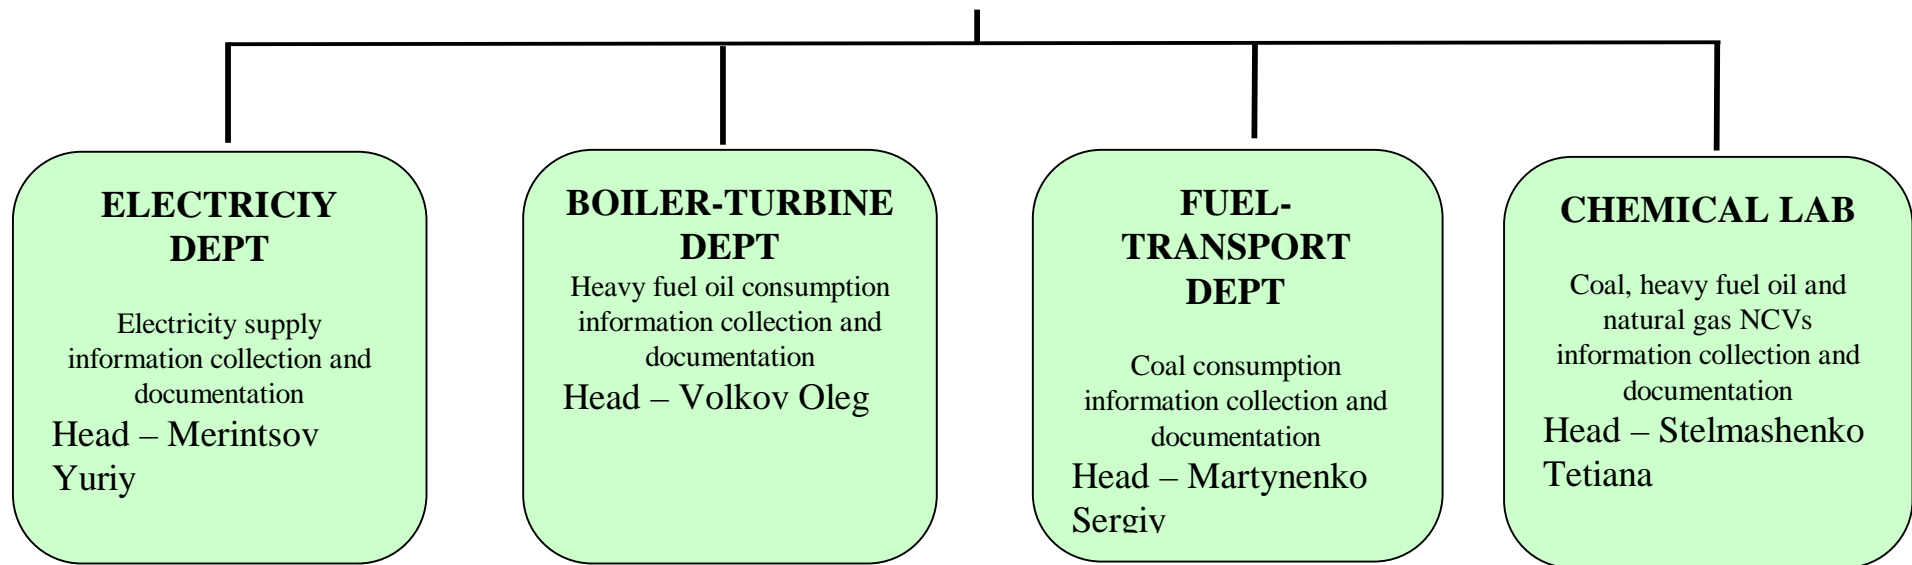 ELECTRICIY
DEPT
Electricity supply
information collection and
documentation
Head – Merintsov
Yuriy
BOILER-TURBINE
DEPT
Heavy fuel oil consumption
information collection and
documentation
Head – Volkov Oleg
FUEL-
TRANSPORT
DEPT
Coal consumption
information collection and
documentation
Head – Martynenko
Sergiy
CHEMICAL LAB
Coal, heavy fuel oil and
natural gas NCVs
information collection and
documentation
Head – Stelmashenko
Tetiana